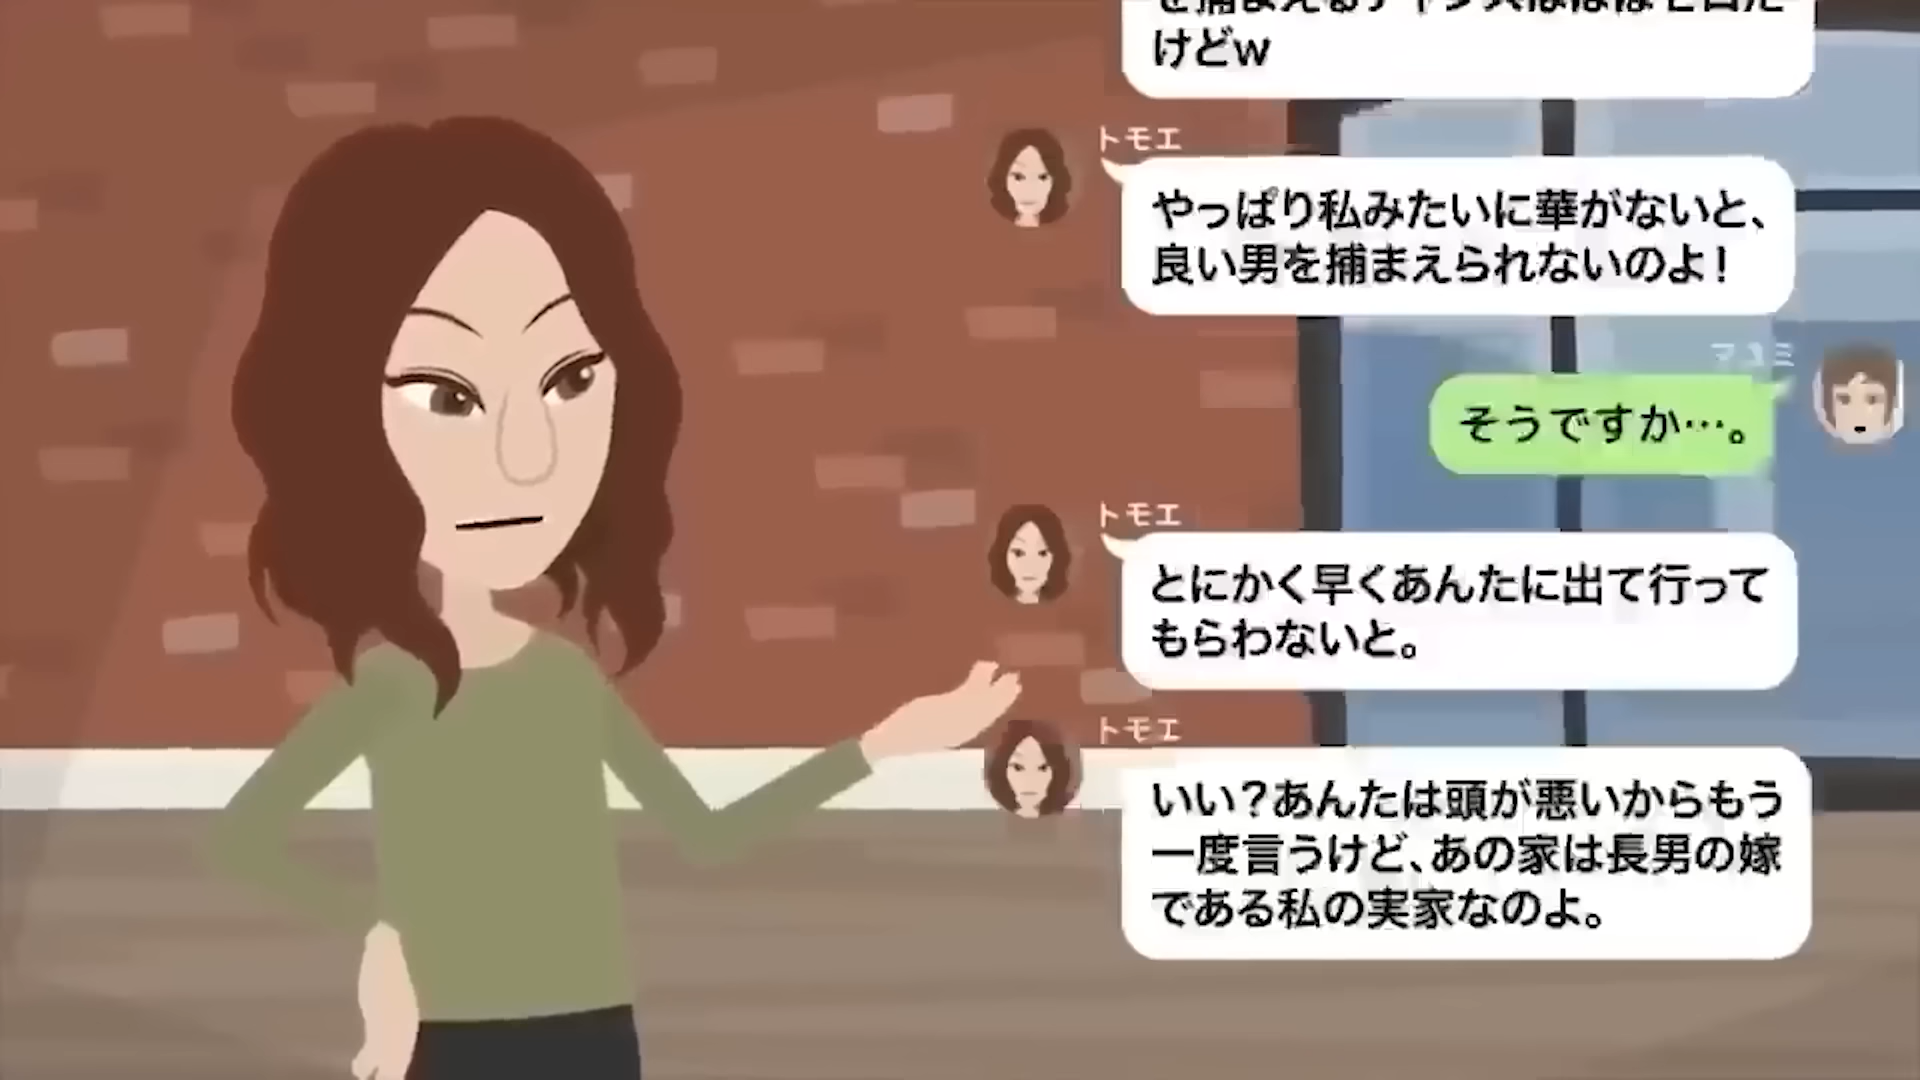 けどw
トモエ
やっぱり私みたいに華がないと、
良い男を捕まえられないのよ！
マユミ
そうですか…。
トモエ
とにかく早くあんたに出て行って
もらわないと。
トモエ
いい？あんたは頭が悪いからもう
一度言うけど、あの家は長男の嫁
である私の実家なのよ。